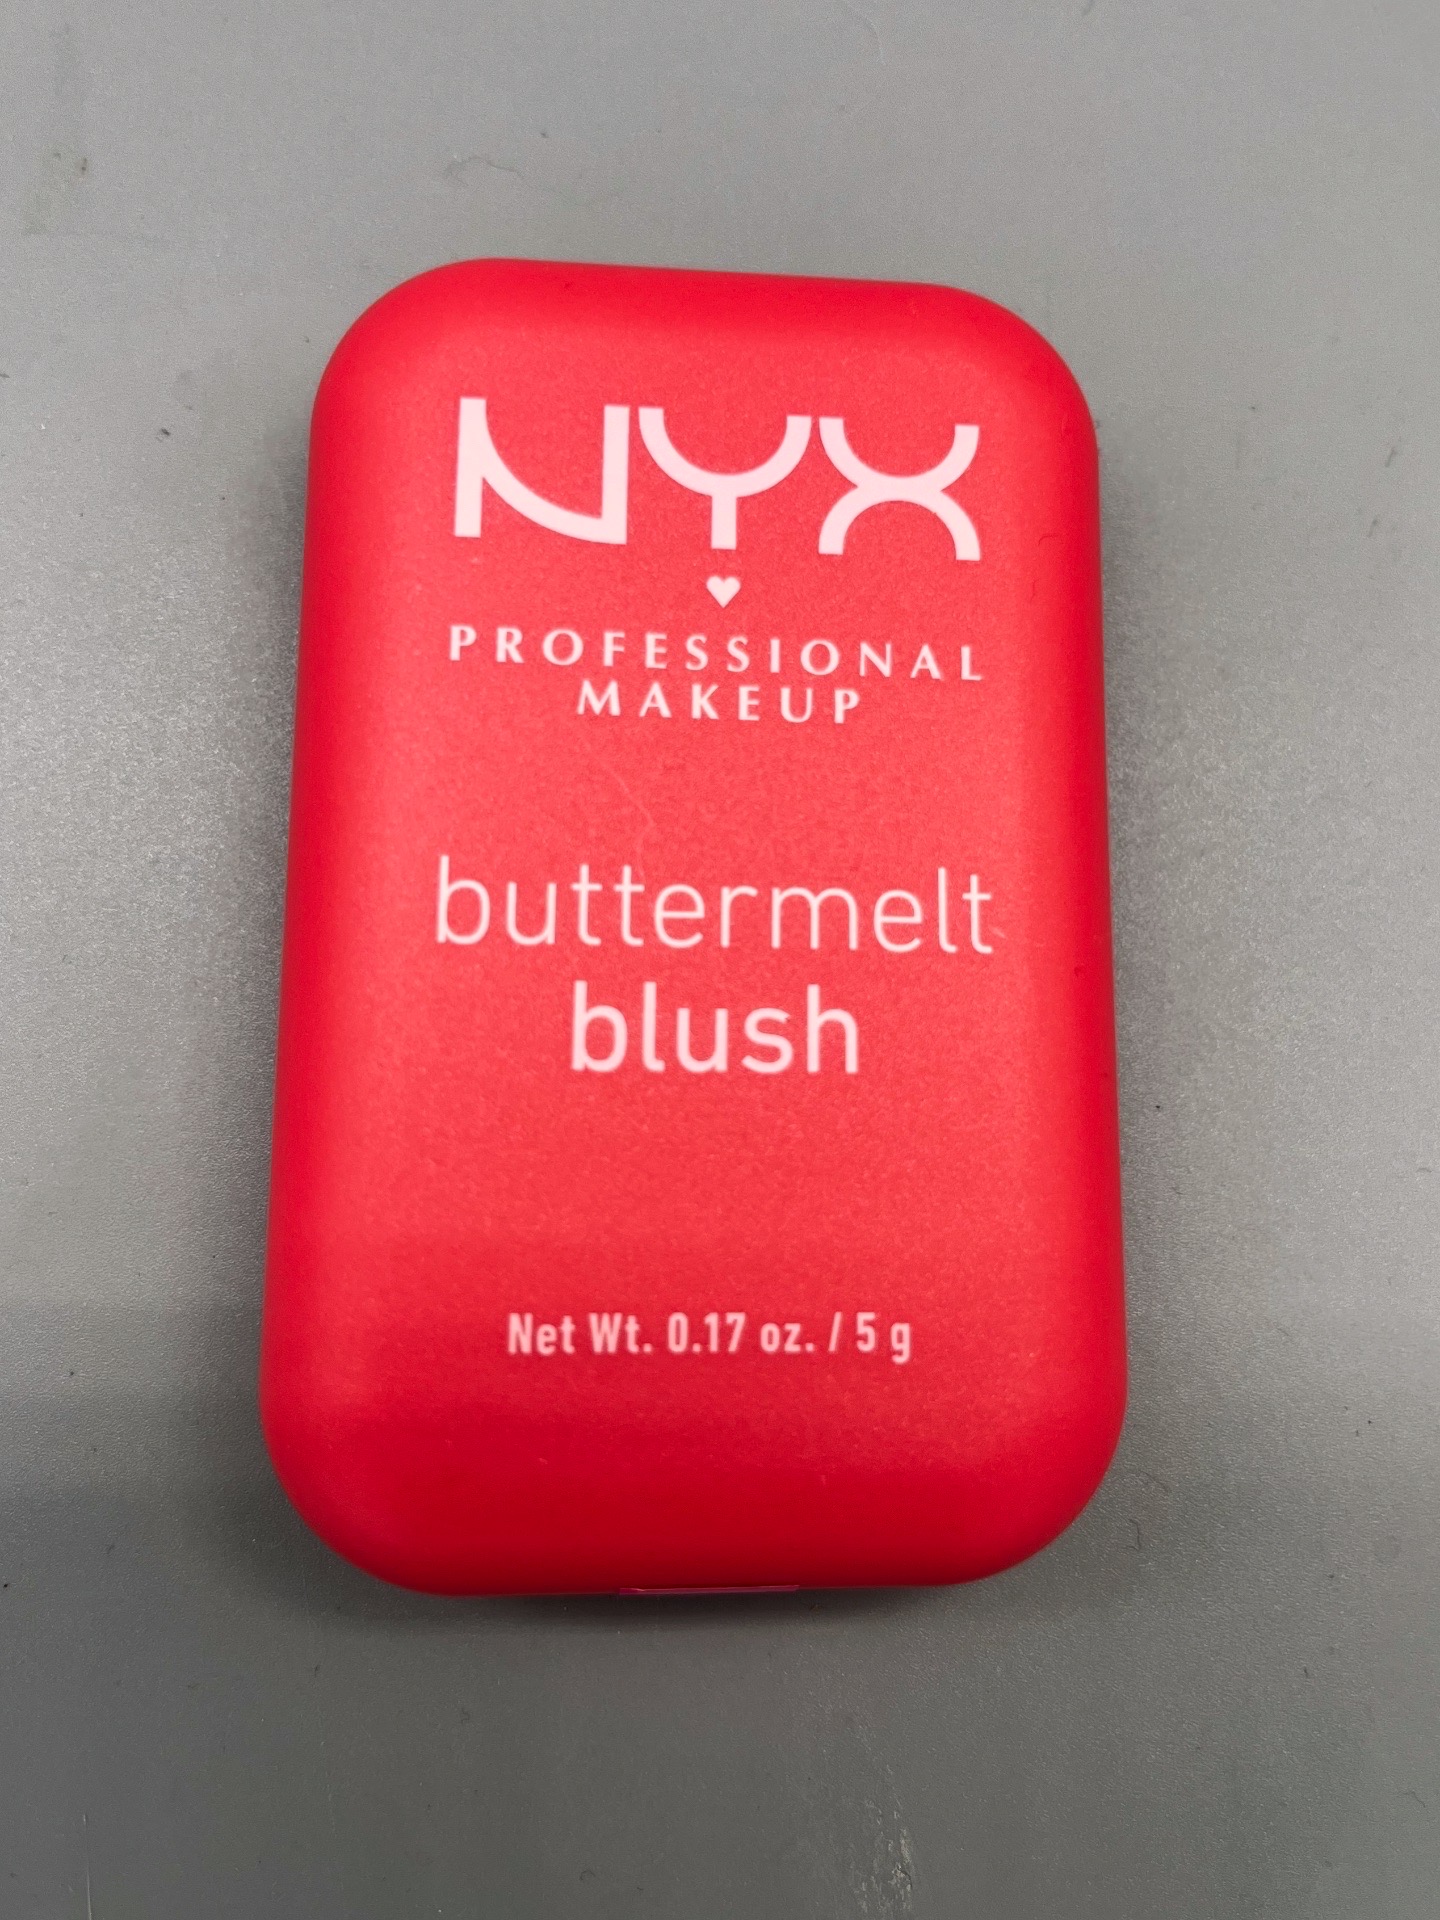 NYX
PROFESSIONAL
MAKEUP
buttermelt
blush
Net Wt. 0.17 oz. / 5 g